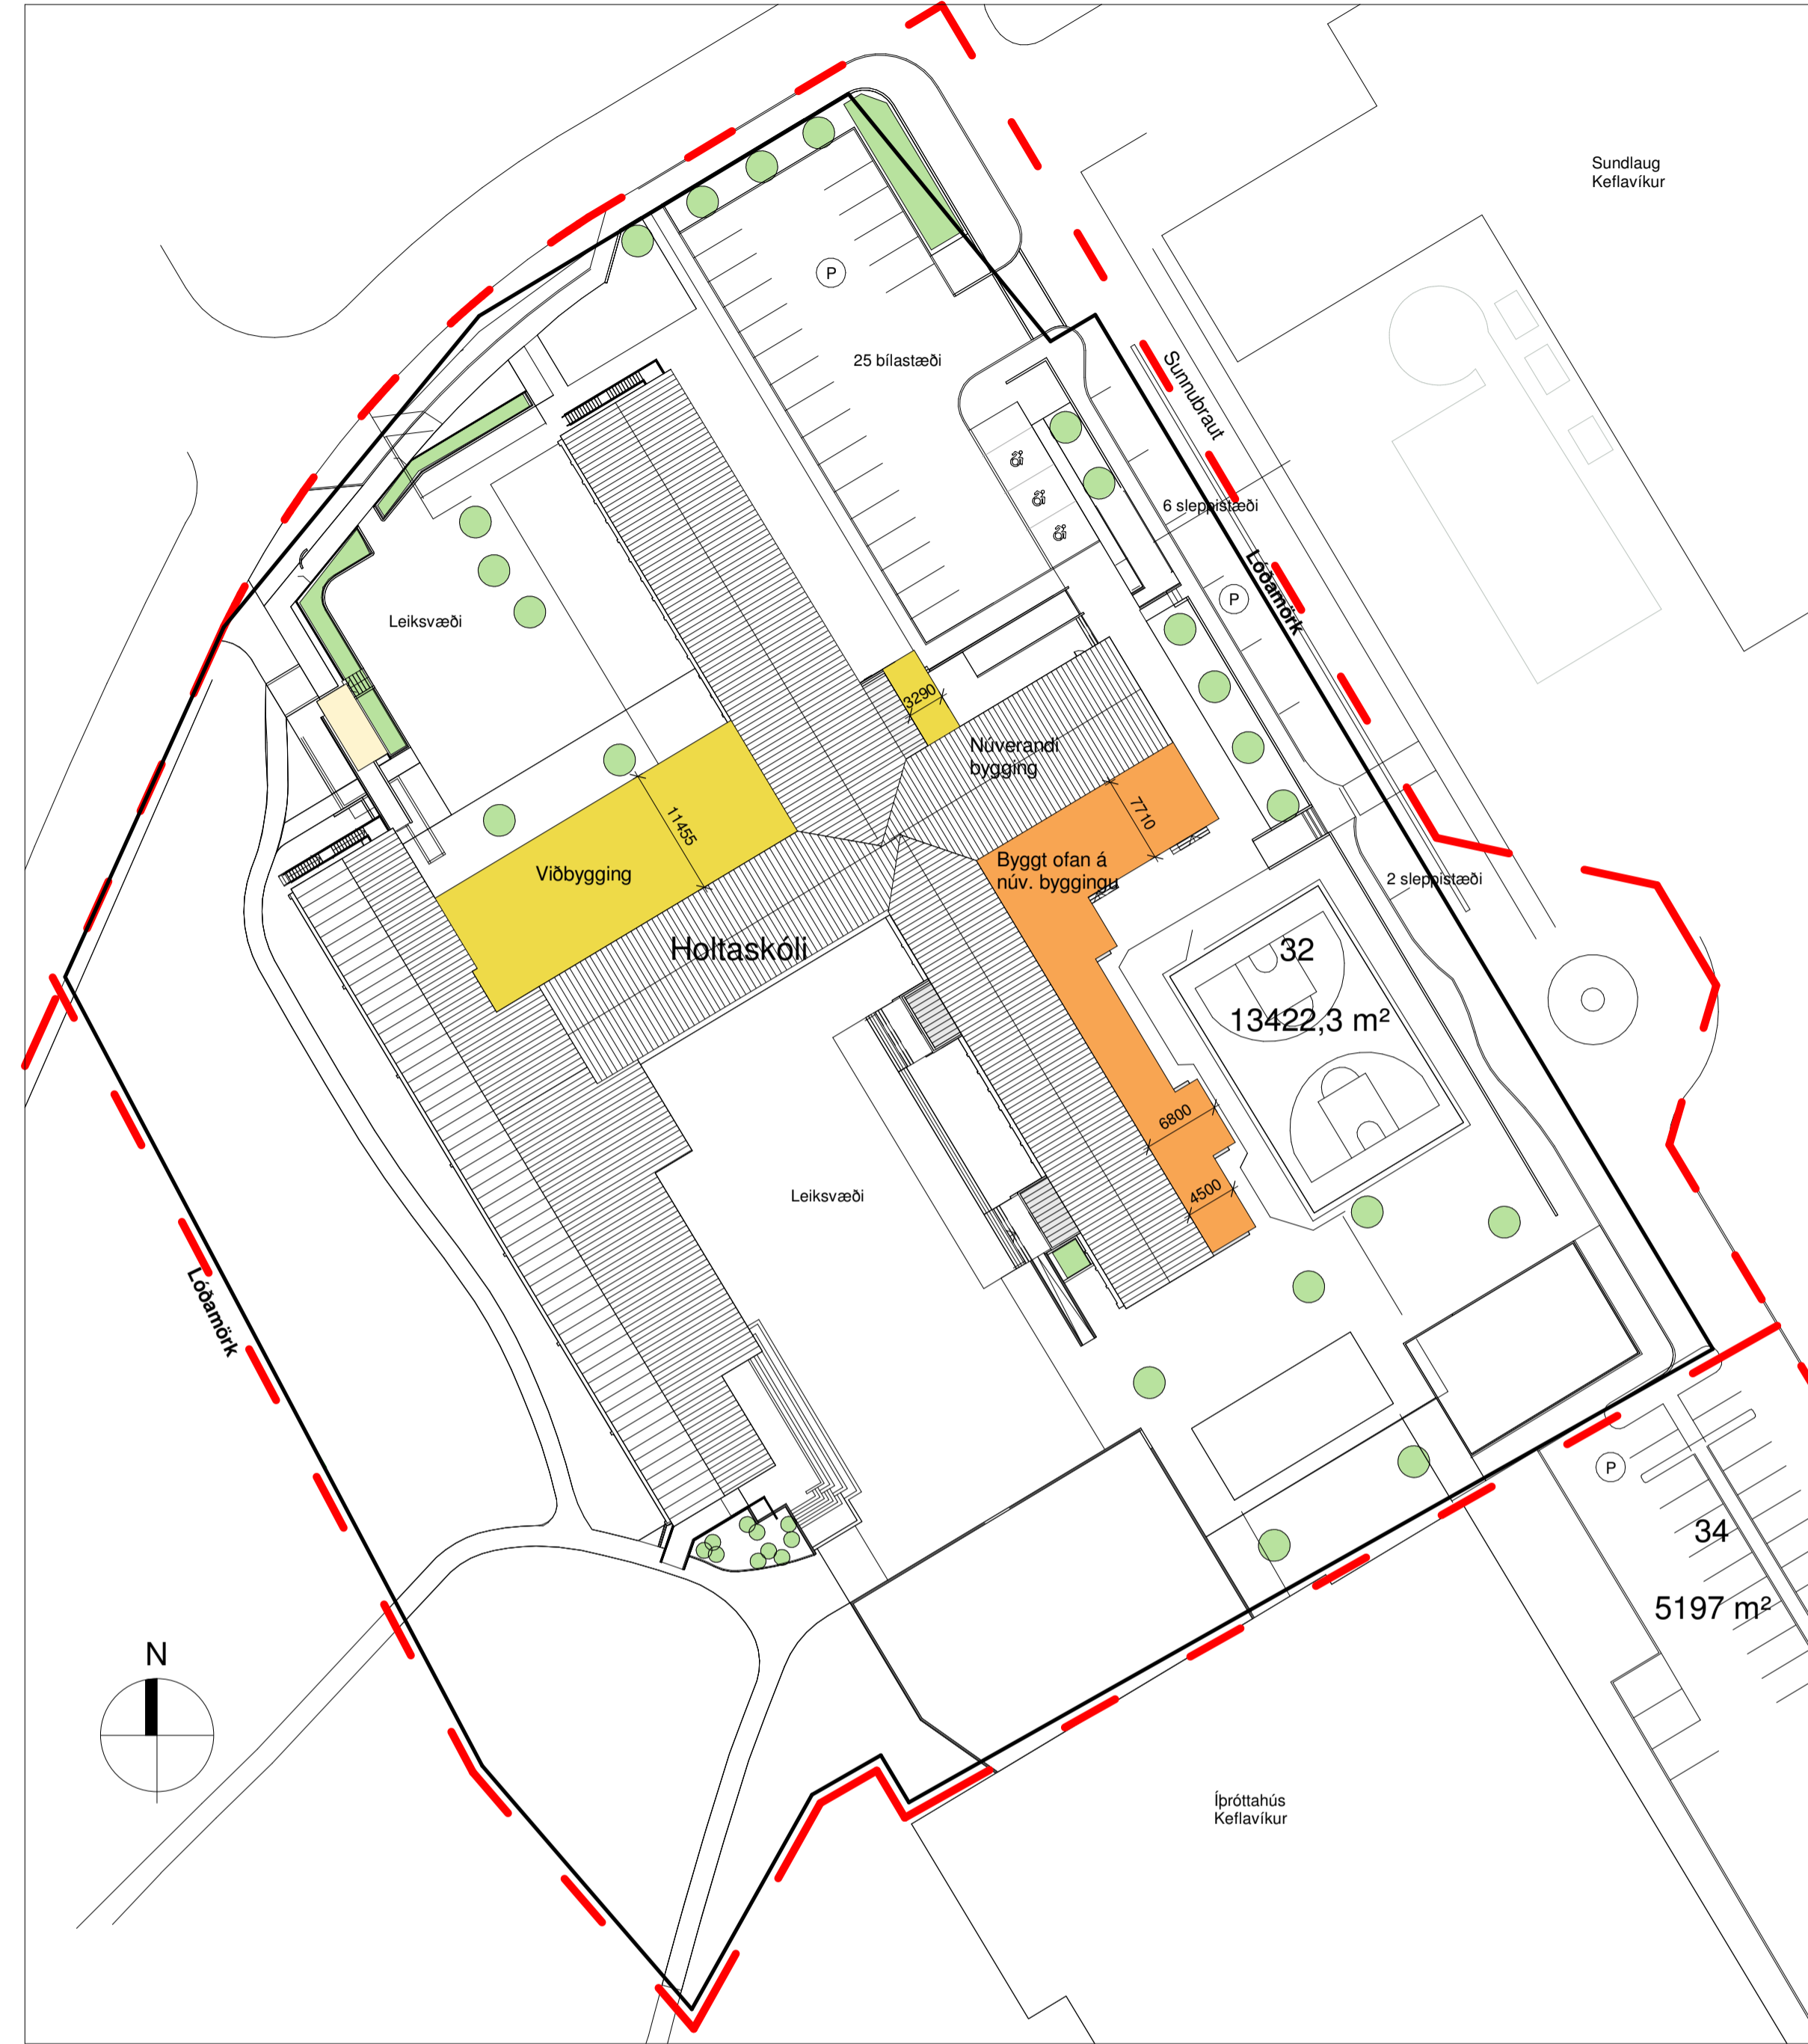 Sundlaug
Keflavíkur
P
25 bílastæði
Sunnubraut
6 sleppistæði
Lóðamörk
P
Leiksvæði
3290
Núverandi
bygging
7710
11455
Viðbygging
Byggt ofan á
núv. byggingu
2 sleppistæði
Holtaskóli
32
13422,3 m²
6800
4500
Leiksvæði
Lóðamörk
P
34
5197 m²
N
Íþróttahús
Keflavíkur